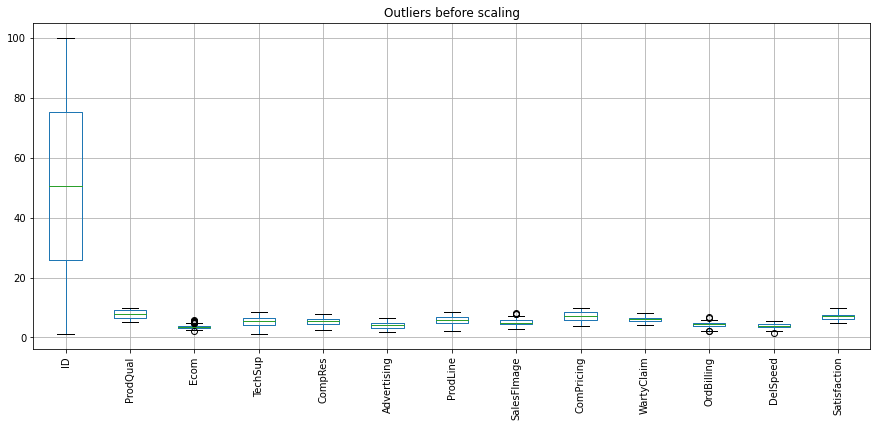 Outliers before scaling
100
80
60
40
20
0
ID
ProdQual
Ecom
TechSup
CompRes
Advertising
ProdLine
SalesFImage
ComPricing
WartyClaim
OrdBilling
DelSpeed
Satisfaction